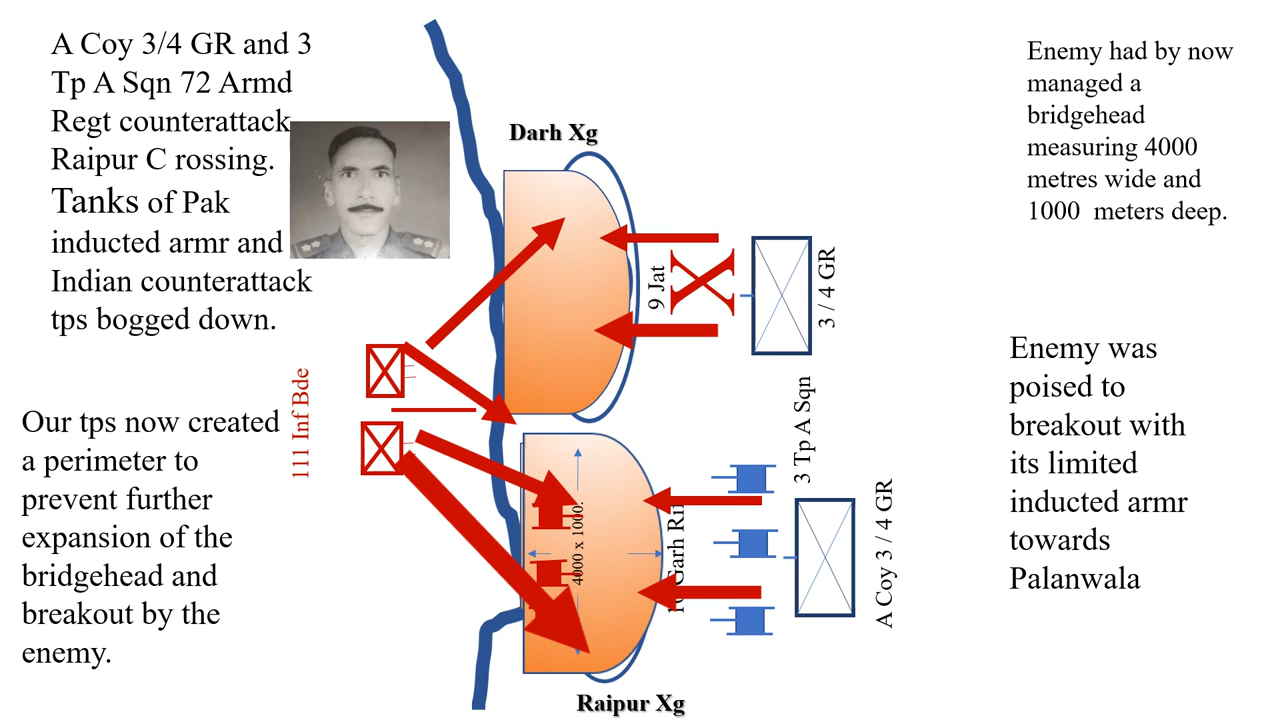 A Coy 3/4 GR and 3
Tp A Sqn 72 Armd
Regt counterattack
Raipur C rossing.
Tanks of Pak
inducted armr and
Indian counterattack
tps bogged down.
Our tps now created
a perimeter to
prevent further
expansion of the
bridgehead and
breakout by the
enemy.
111 Inf Bde
Darh Xg
9 Jat
3 / 4 GR
3 Tp A Sqn
4000 x 1000.
Garh
A Coy 3 / 4 GR
Raipur Xg
Enemy had by now
managed a
bridgehead
measuring 4000
metres wide and
1000 meters deep.
Enemy was
poised to
breakout with
its limited
inducted armr
towards
Palanwala